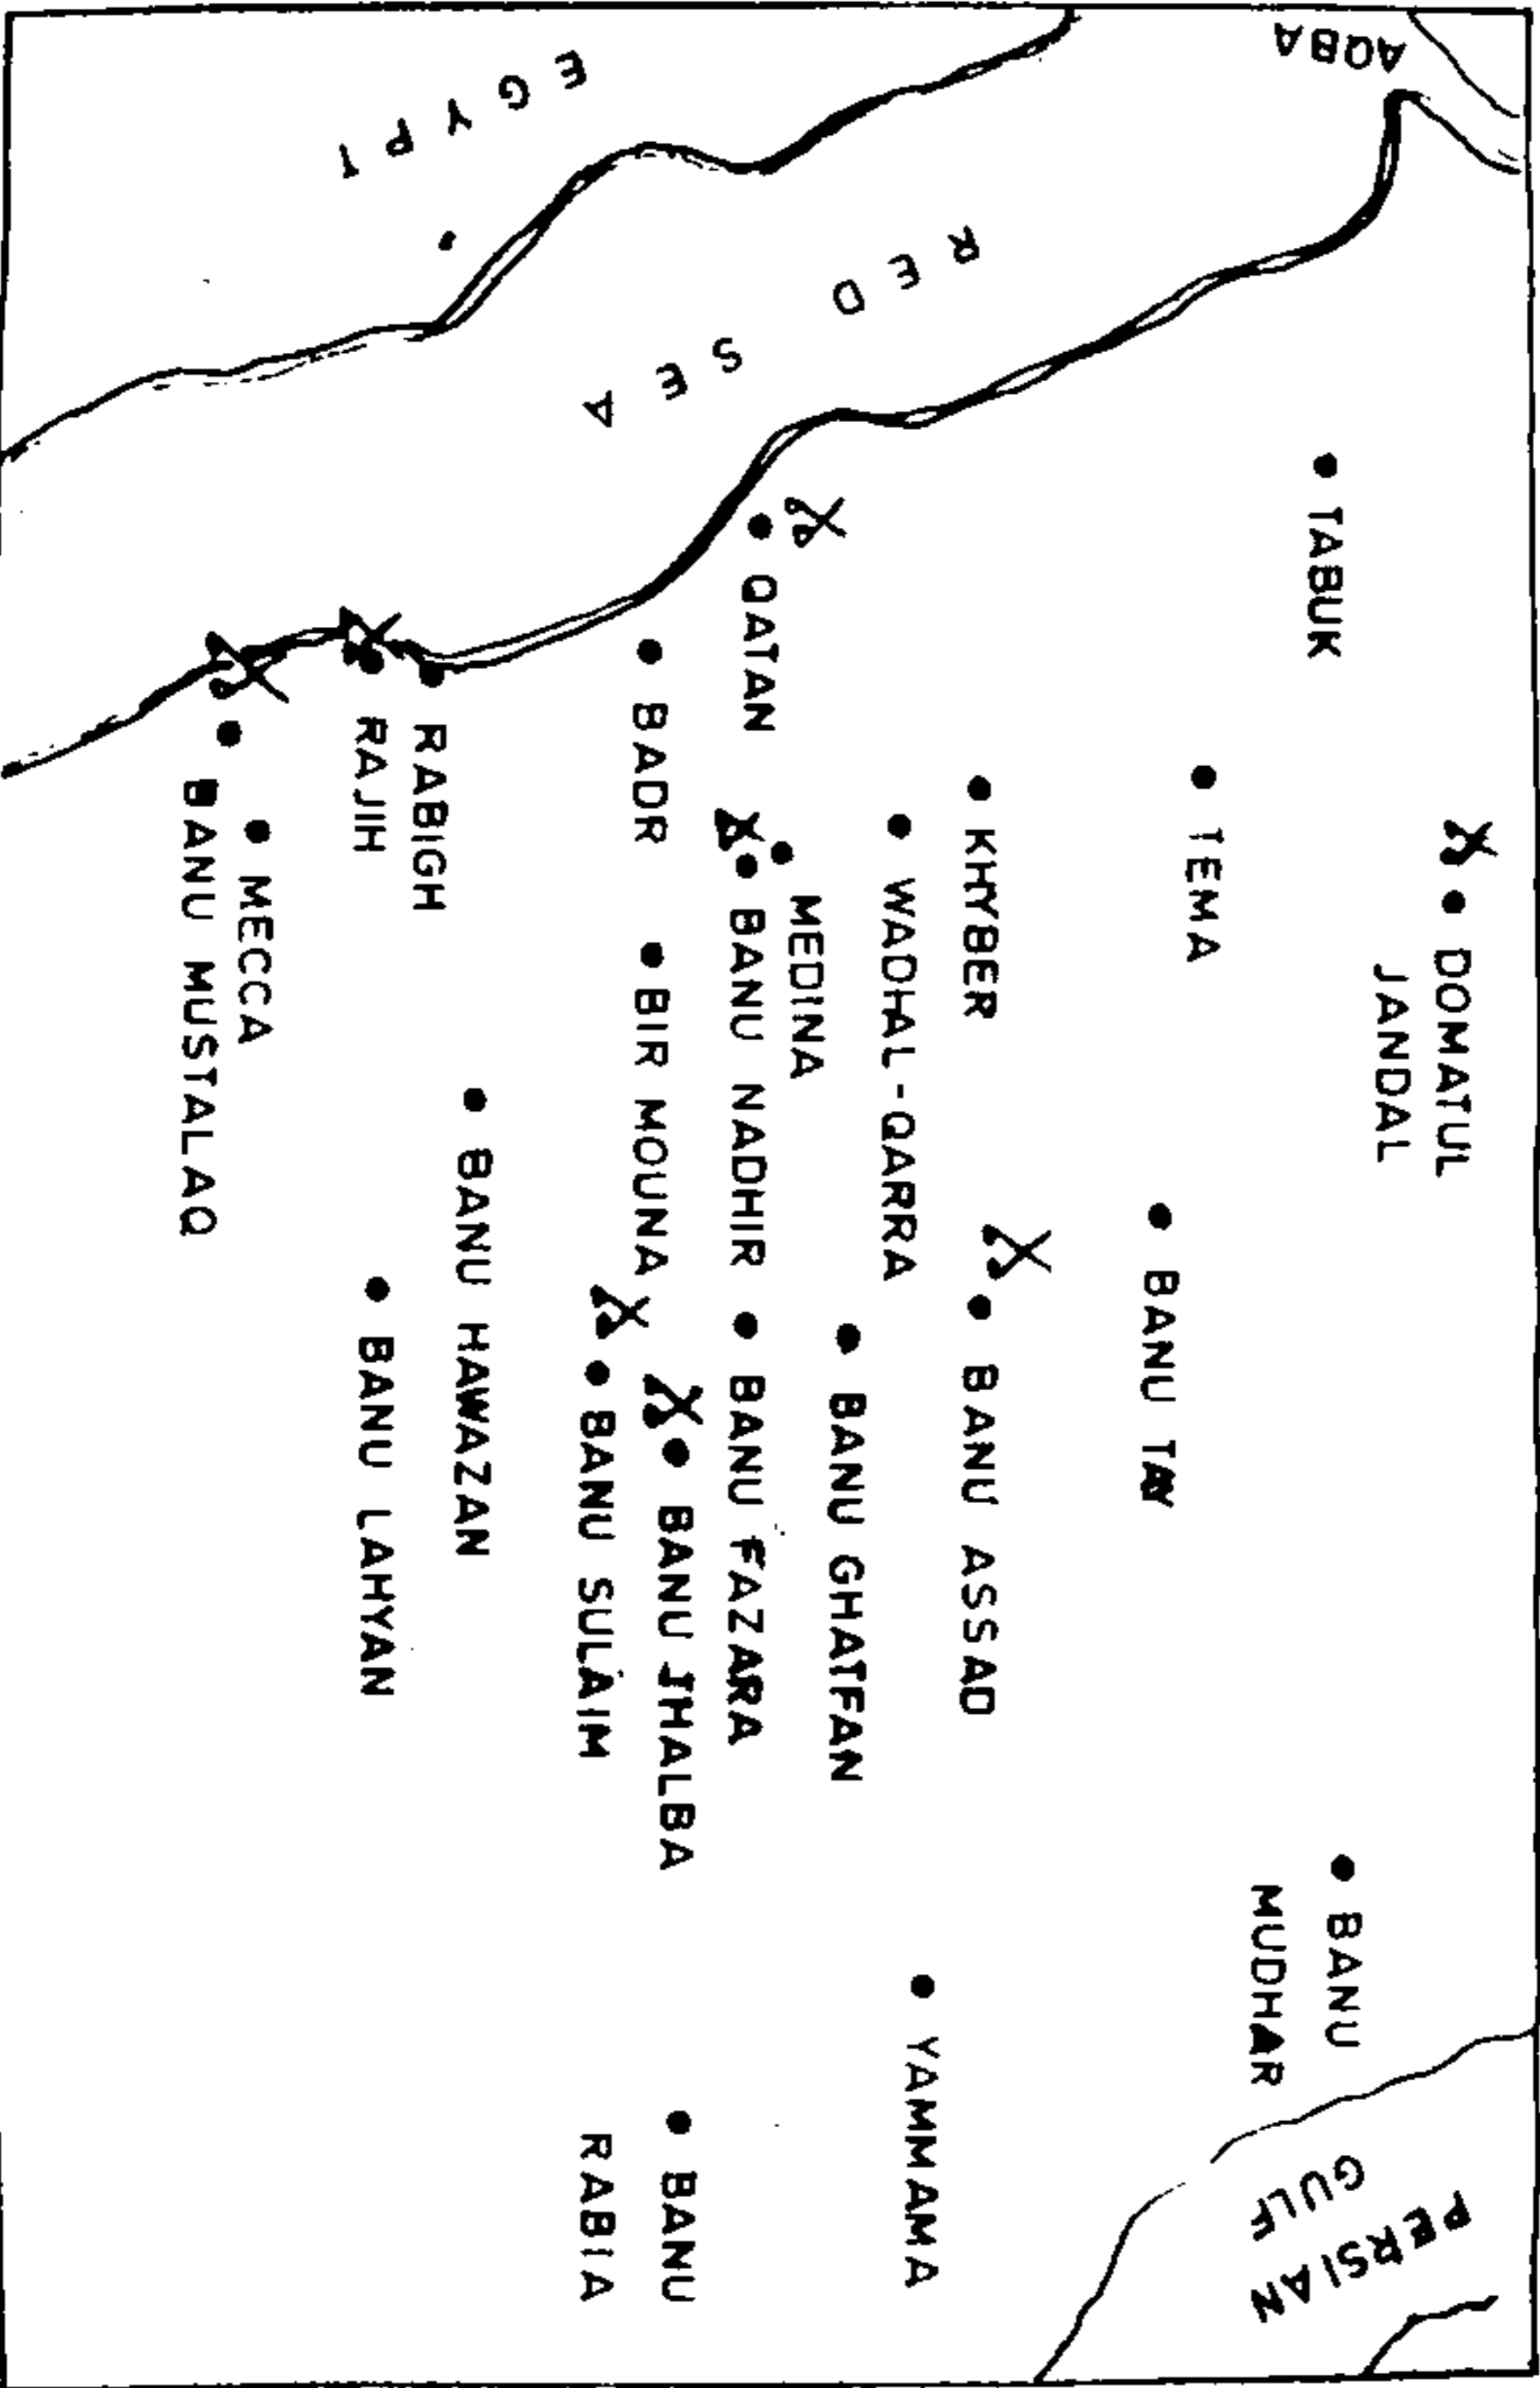 AQBA
EGYPT
RED SEA
TABUK
DOMATUL
JANDAL
TEMA
KHYBER
WADHAL-QARRA
QATAN
MEDINA
BANU NADHIR
BADR
BIR MOUNA
RABIGH
RAJIH
MECCA
BANU MUSTALAQ
BANU HAWAZAN
BANU LAHYAN
BANU TAY
BANU ASSAD
BANU GHATFAN
BANU FAZARA
BANU SULAIM
BANU
MUDHAR
YAMMAMA
BANU
RABIA
PERSIAN
GULF